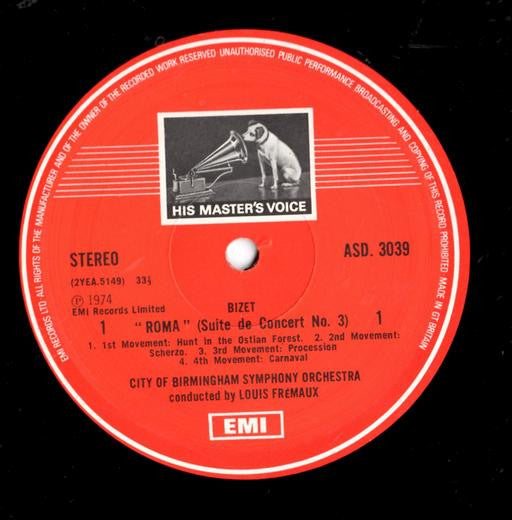 EMI RECORDS LTD ALL RIGHTS OF THE MANUFACTURER AND OF THE OWNER OF THE RECORDED WORK RESERVED UNAUTHORISED PUBLIC PERFORMANCE BROADCASTING AND COPYING OF THIS RECORD PROHIBITED MADE IN GT BRITAIN
HIS MASTER'S VOICE
STEREO
ASD. 3039
(2YEA.5149) 33⅓
Ⓟ 1974
EMI Records Limited
BIZET
1 "ROMA" (Suite de Concert No. 3) 1
1. 1st Movement: Hunt in the Ostian Forest. 2. 2nd Movement:
Scherzo. 3. 3rd Movement: Procession
4. 4th Movement: Carnaval
CITY OF BIRMINGHAM SYMPHONY ORCHESTRA
conducted by LOUIS FRéMAUX
EMI